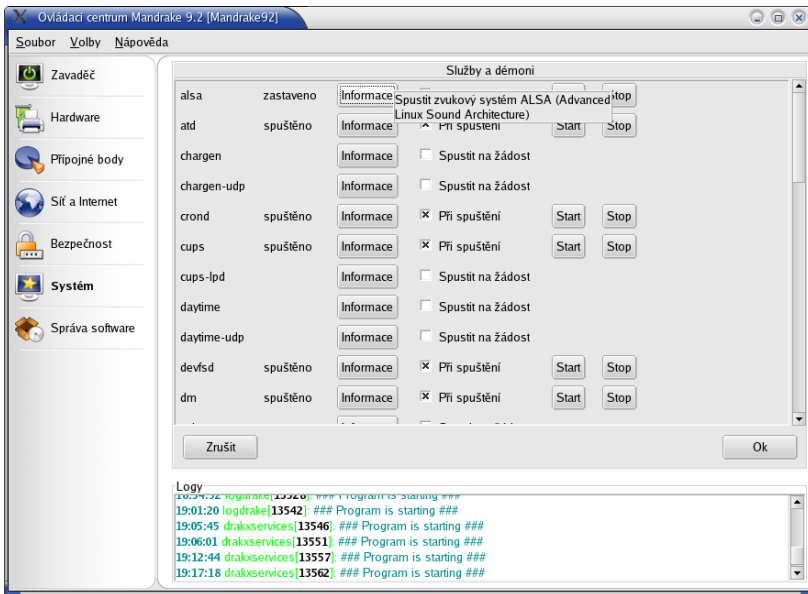 Ovládací centrum Mandrake 9.2 [Mandrake92]
Soubor Volby Nápověda
Zavaděč
Hardware
Přípojné body
Síť a Internet
Bezpečnost
Systém
Správa software
Služby a démoni
alsa zastaveno Informace Stop
Spustit zvukový systém ALSA (Advanced
Linux Sound Architecture)
atd spuštěno Informace Při spuštění Start Stop
chargen Informace Spustit na žádost
chargen-udp Informace Spustit na žádost
crond spuštěno Informace Při spuštění Start Stop
cups spuštěno Informace Při spuštění Start Stop
cups-lpd Informace Spustit na žádost
daytime Informace Spustit na žádost
daytime-udp Informace Spustit na žádost
devfsd spuštěno Informace Při spuštění Start Stop
dm spuštěno Informace Při spuštění Start Stop
Zrušit Ok
Logy
logdrake[13528]: ### Program is starting ###
19:01:20 logdrake[13542]: ### Program is starting ###
19:05:45 drakxservices[13546]: ### Program is starting ###
19:06:01 drakxservices[13551]: ### Program is starting ###
19:12:44 drakxservices[13557]: ### Program is starting ###
19:17:18 drakxservices[13562]: ### Program is starting ###